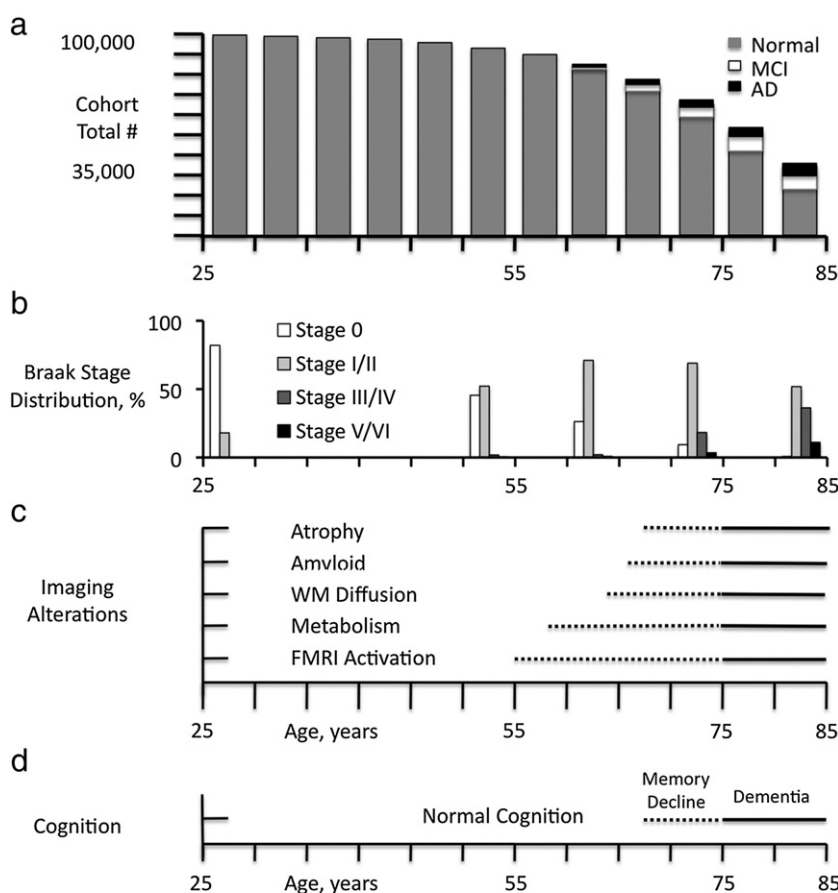 a
100,000
Cohort
Total #
35,000
Normal
MCI
AD
25 55 75 85
b
100
50
0
Braak Stage
Distribution, %
Stage 0
Stage I/II
Stage III/IV
Stage V/VI
25 55 75 85
c
Imaging
Alterations
Atrophy
Amvloid
WM Diffusion
Metabolism
FMRI Activation
25 Age, years 55 75 85
d
Cognition
Normal Cognition
Memory
Decline
Dementia
25 Age, years 55 75 85